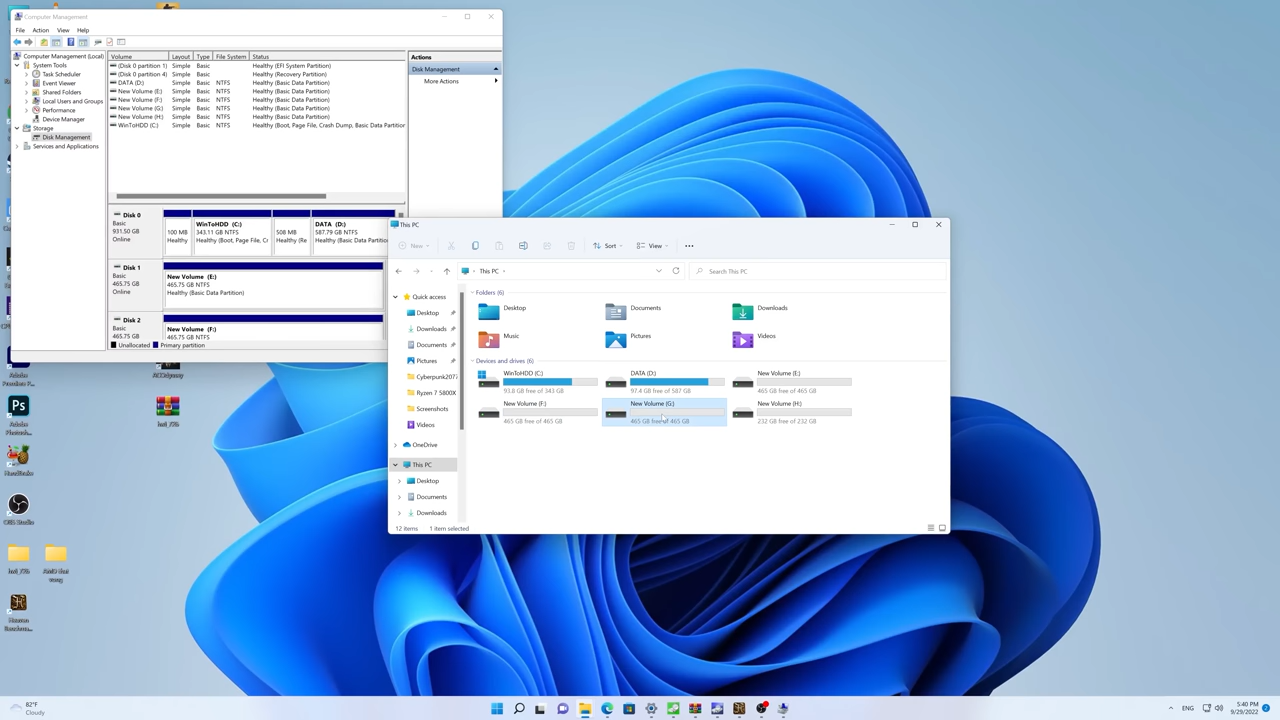 Computer Management
File Action View Help
Computer Management (Local)
System Tools
Task Scheduler
Event Viewer
Shared Folders
Local Users and Groups
Performance
Device Manager
Storage
Disk Management
Services and Applications
Volume Layout Type File System Status
(Disk 0 partition 1) Simple Basic Healthy (EFI System Partition)
(Disk 0 partition 4) Simple Basic Healthy (Recovery Partition)
DATA (D:) Simple Basic NTFS Healthy (Basic Data Partition)
New Volume (E:) Simple Basic NTFS Healthy (Basic Data Partition)
New Volume (F:) Simple Basic NTFS Healthy (Basic Data Partition)
New Volume (G:) Simple Basic NTFS Healthy (Basic Data Partition)
New Volume (H:) Simple Basic NTFS Healthy (Basic Data Partition)
WinToHDD (C:) Simple Basic NTFS Healthy (Boot, Page File, Crash Dump, Basic Data Partition
Actions
Disk Management
More Actions
Disk 0
Basic
931.50 GB
Online
100 MB
Healthy
WinToHDD (C:)
343.11 GB NTFS
Healthy (Boot, Page File, Cr
508 MB
Healthy (Re
DATA (D:)
587.79 GB NTFS
Healthy (Basic Data Partition
Disk 1
Basic
465.75 GB
Online
New Volume (E:)
465.75 GB NTFS
Healthy (Basic Data Partition)
Disk 2
Basic
465.75 GB
New Volume (F:)
465.75 GB NTFS
Unallocated Primary partition
This PC
New Sort View
This PC
Search This PC
Quick access
Desktop
Downloads
Documents
Pictures
Cyberpunk207
Ryzen 7 5800X
Screenshots
Videos
OneDrive
This PC
Desktop
Documents
Downloads
Folders (6)
Desktop Documents Downloads
Music Pictures Videos
Devices and drives (6)
WinToHDD (C:) DATA (D:) New Volume (E:)
93.8 GB free of 343 GB 97.4 GB free of 587 GB 465 GB free of 465 GB
New Volume (F:) New Volume (G:) New Volume (H:)
465 GB free of 465 GB 465 GB free of 465 GB 232 GB free of 232 GB
12 items 1 item selected
Adobe
Premiere P...
ACOdyssey
Ps
Adobe
Photosh...
hwi_726
HandBrake
OBS Studio
hwi_726
82°F
Cloudy
ENG
5:40 PM
9/29/2022